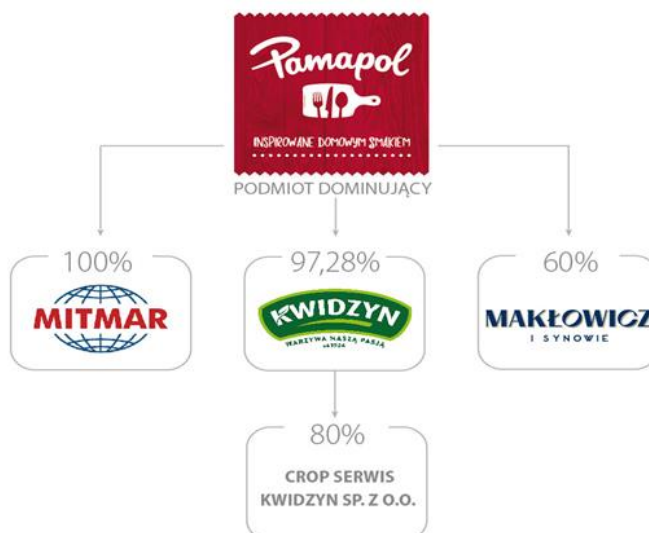 Pamapol
INSPIROWANE DOMOWYM SMAKIEM
PODMIOT DOMINUJĄCY
100%
MITMAR
97,28%
KWIDZYN
WARZYWA NASZĄ PASJĄ
60%
MAKŁOWICZ
I SYNOWIE
80%
CROP SERWIS
KWIDZYN SP. Z O.O.